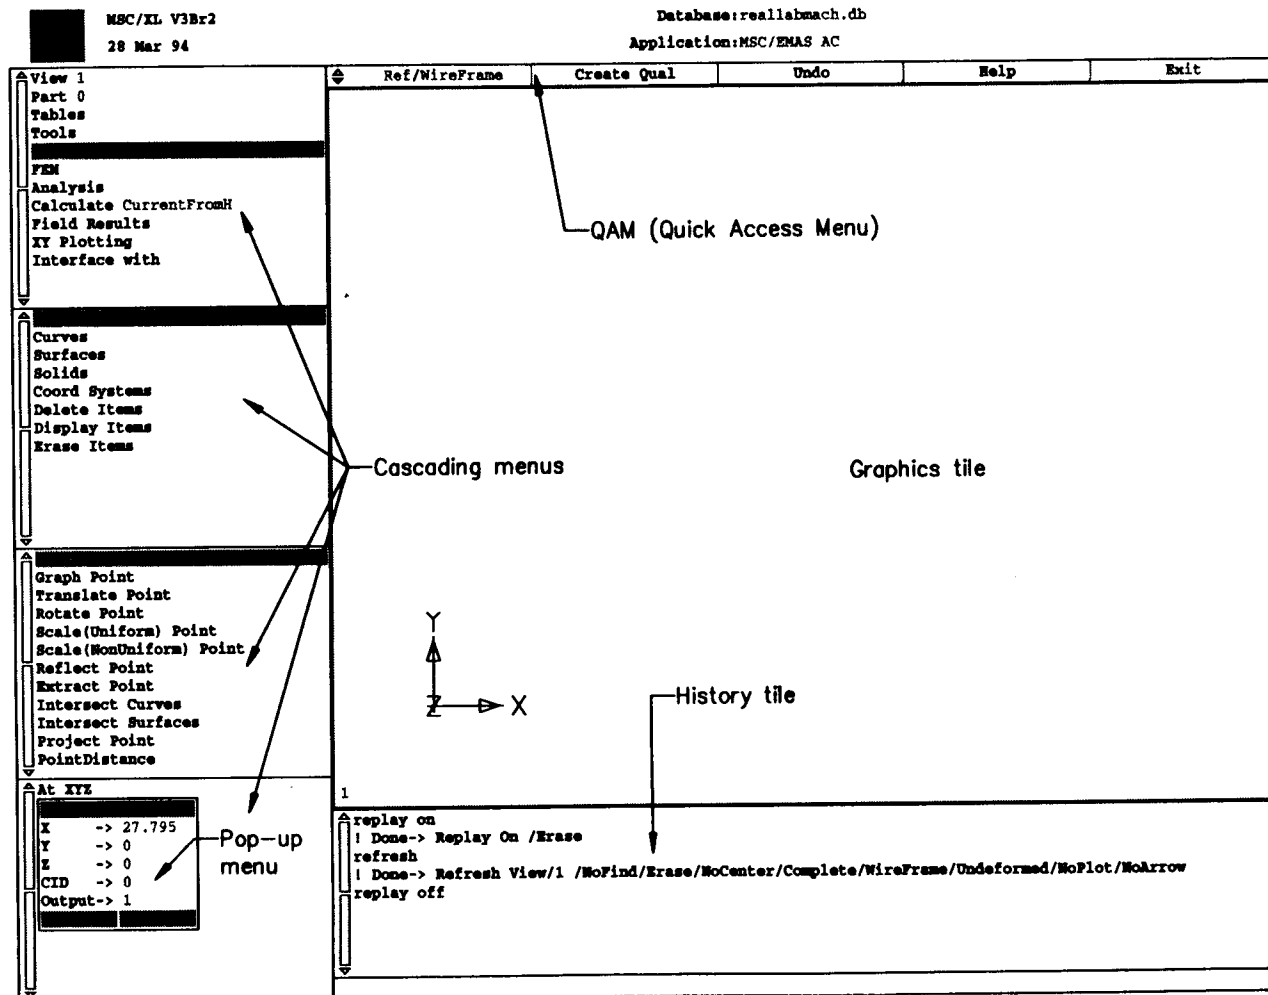 MSC/XL V3Br2
28 Mar 94
Database:reallabmach.db
Application:MSC/EMAS AC
Ref/WireFrame Create Qual Undo Help Exit
View 1
Part 0
Tables
Tools
FEM
Analysis
Calculate CurrentFromH
Field Results
XY Plotting
Interface with
QAM (Quick Access Menu)
Curves
Surfaces
Solids
Coord Systems
Delete Items
Display Items
Erase Items
Cascading menus
Graphics tile
Graph Point
Translate Point
Rotate Point
Scale(Uniform) Point
Scale(NonUniform) Point
Reflect Point
Extract Point
Intersect Curves
Intersect Surfaces
Project Point
PointDistance
Y
Z
X
History tile
At XYZ
X -> 27.795
Y -> 0
Z -> 0
CID -> 0
Output-> 1
Pop-up
menu
1
replay on
! Done-> Replay On /Erase
refresh
! Done-> Refresh View/1 /NoFind/Erase/NoCenter/Complete/WireFrame/Undeformed/NoPlot/NoArrow
replay off